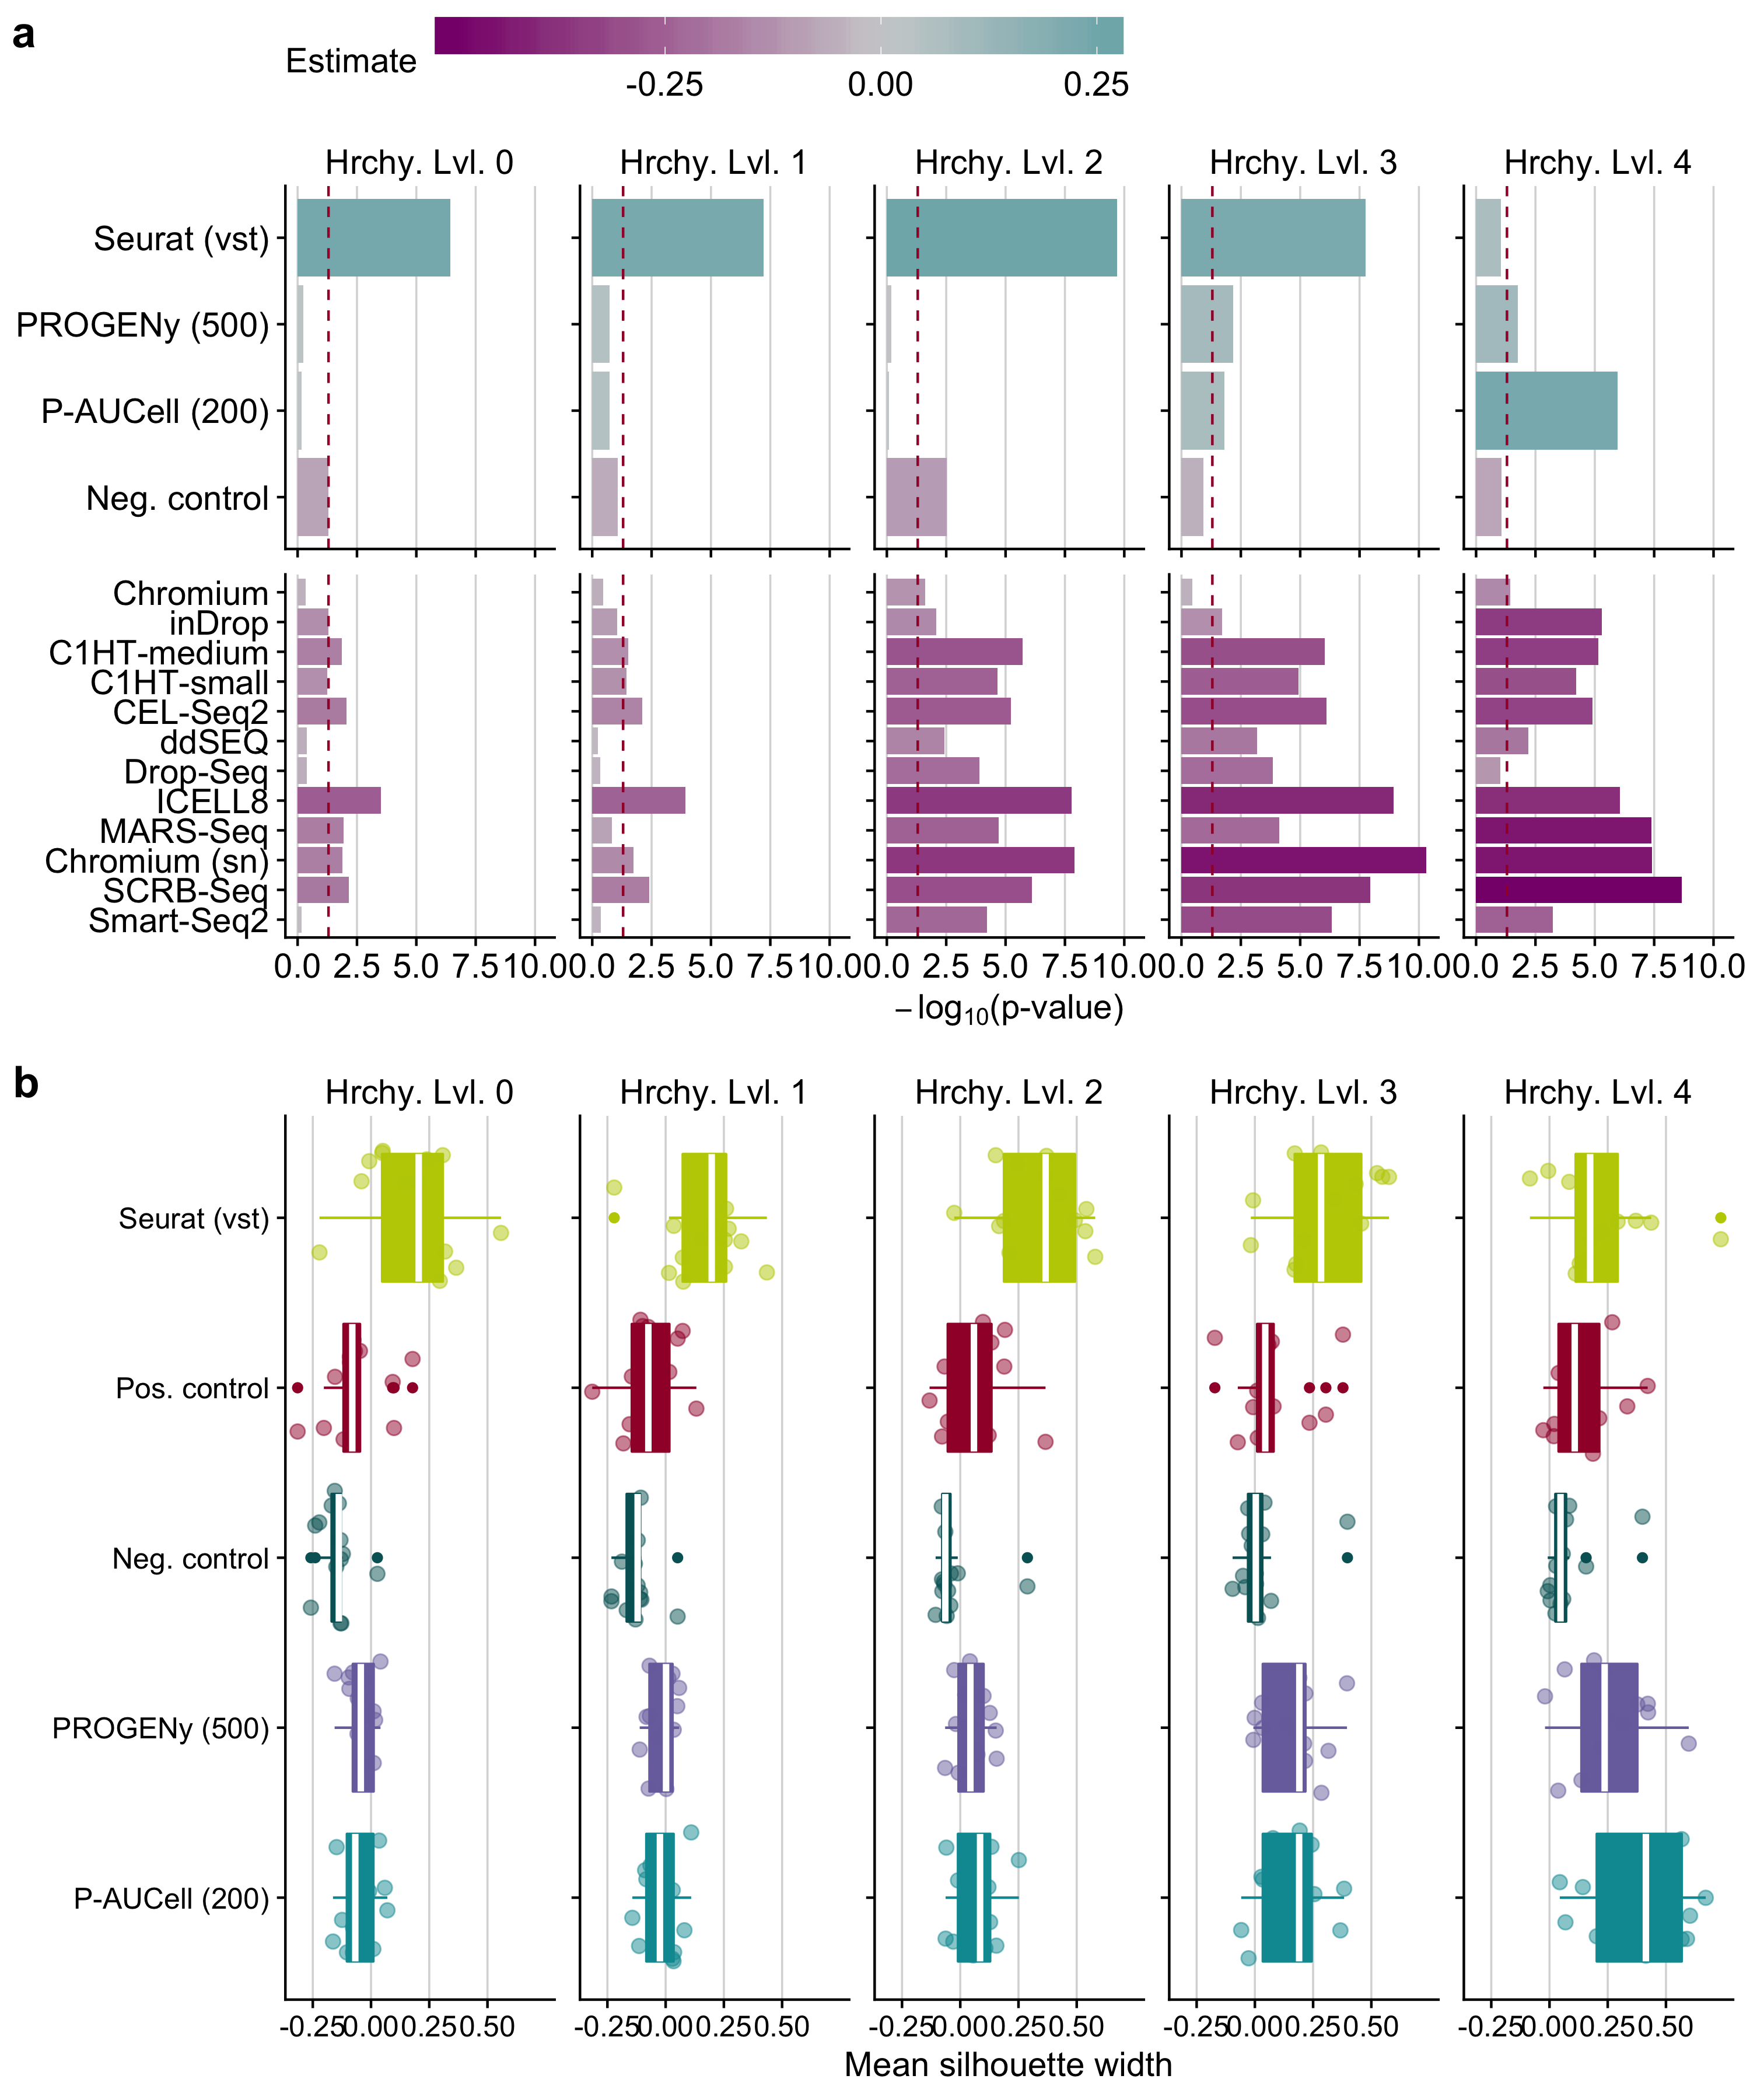 a
Estimate
-0.25 0.00 0.25
Hrchy. Lvl. 0 Hrchy. Lvl. 1 Hrchy. Lvl. 2 Hrchy. Lvl. 3 Hrchy. Lvl. 4
Seurat (vst)
PROGENy (500)
P-AUCell (200)
Neg. control
Chromium
inDrop
C1HT-medium
C1HT-small
CEL-Seq2
ddSEQ
Drop-Seq
ICELL8
MARS-Seq
Chromium (sn)
SCRB-Seq
Smart-Seq2
0.0 2.5 5.0 7.5 10.0 0.0 2.5 5.0 7.5 10.0 0.0 2.5 5.0 7.5 10.0 0.0 2.5 5.0 7.5 10.0 0.0 2.5 5.0 7.5 10.0
−log10(p-value)
b
Hrchy. Lvl. 0 Hrchy. Lvl. 1 Hrchy. Lvl. 2 Hrchy. Lvl. 3 Hrchy. Lvl. 4
Seurat (vst)
Pos. control
Neg. control
PROGENy (500)
P-AUCell (200)
-0.25 0.00 0.25 0.50 -0.25 0.00 0.25 0.50 -0.25 0.00 0.25 0.50 -0.25 0.00 0.25 0.50 -0.25 0.00 0.25 0.50
Mean silhouette width